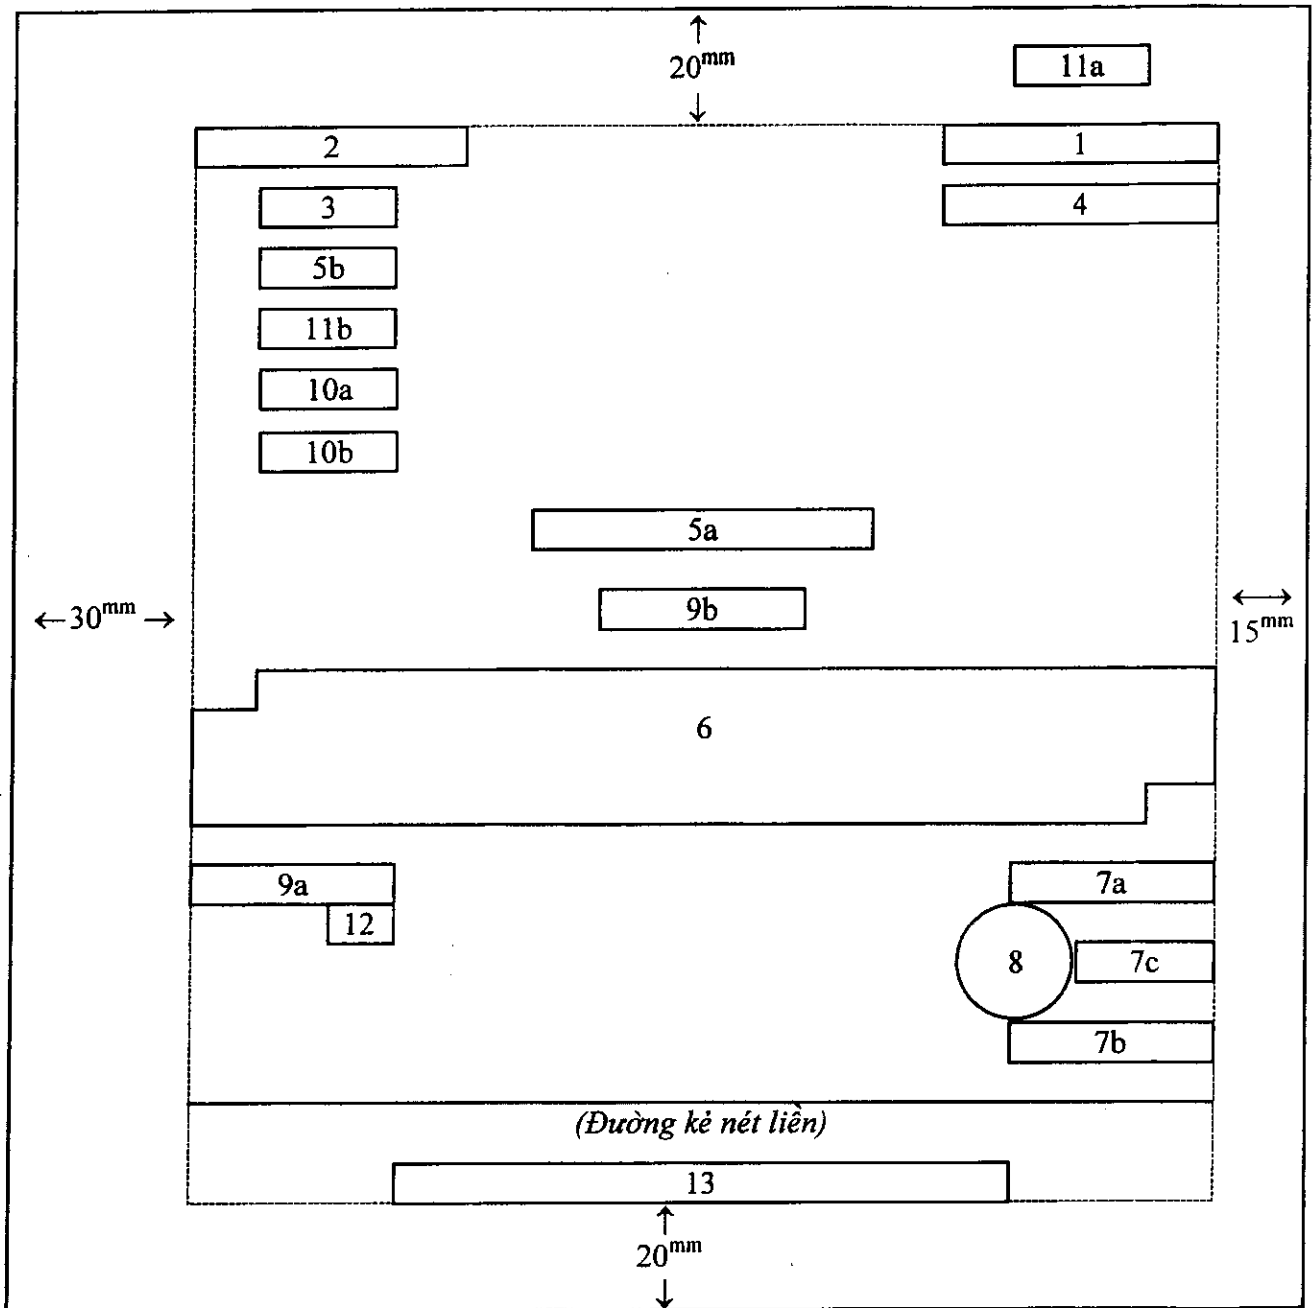 20mm
11a
2
1
3
4
5b
11b
10a
10b
5a
9b
←30mm→
↔
15mm
6
9a
7a
12
8
7c
7b
(Đường kẻ nét liền)
13
20mm